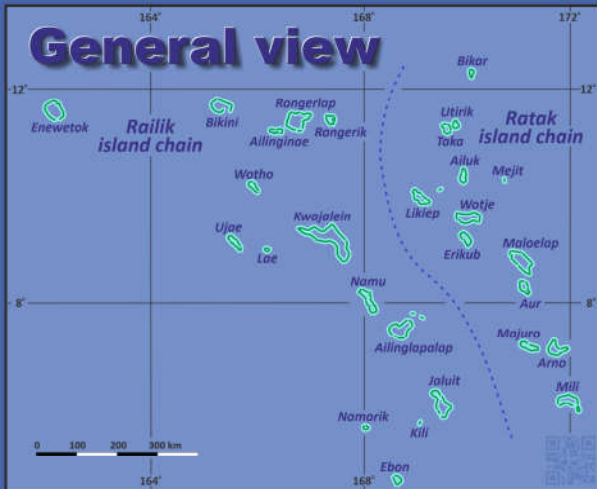 164°
168°
172°
General view
Bikar
12°
12°
Enewetok
Railik
island chain
Bikini
Rongerlap
Ailinginae
Rongerik
Utirik
Taka
Ratak
island chain
Ailuk
Mejit
Wotho
Likiep
Wotje
Ujae
Lae
Kwajalein
Erikub
Maloelap
Namu
Aur
8°
8°
Ailinglapalap
Majuro
Arno
Jaluit
Mili
Namorik
Kili
0 100 200 300 km
Ebon
164°
168°